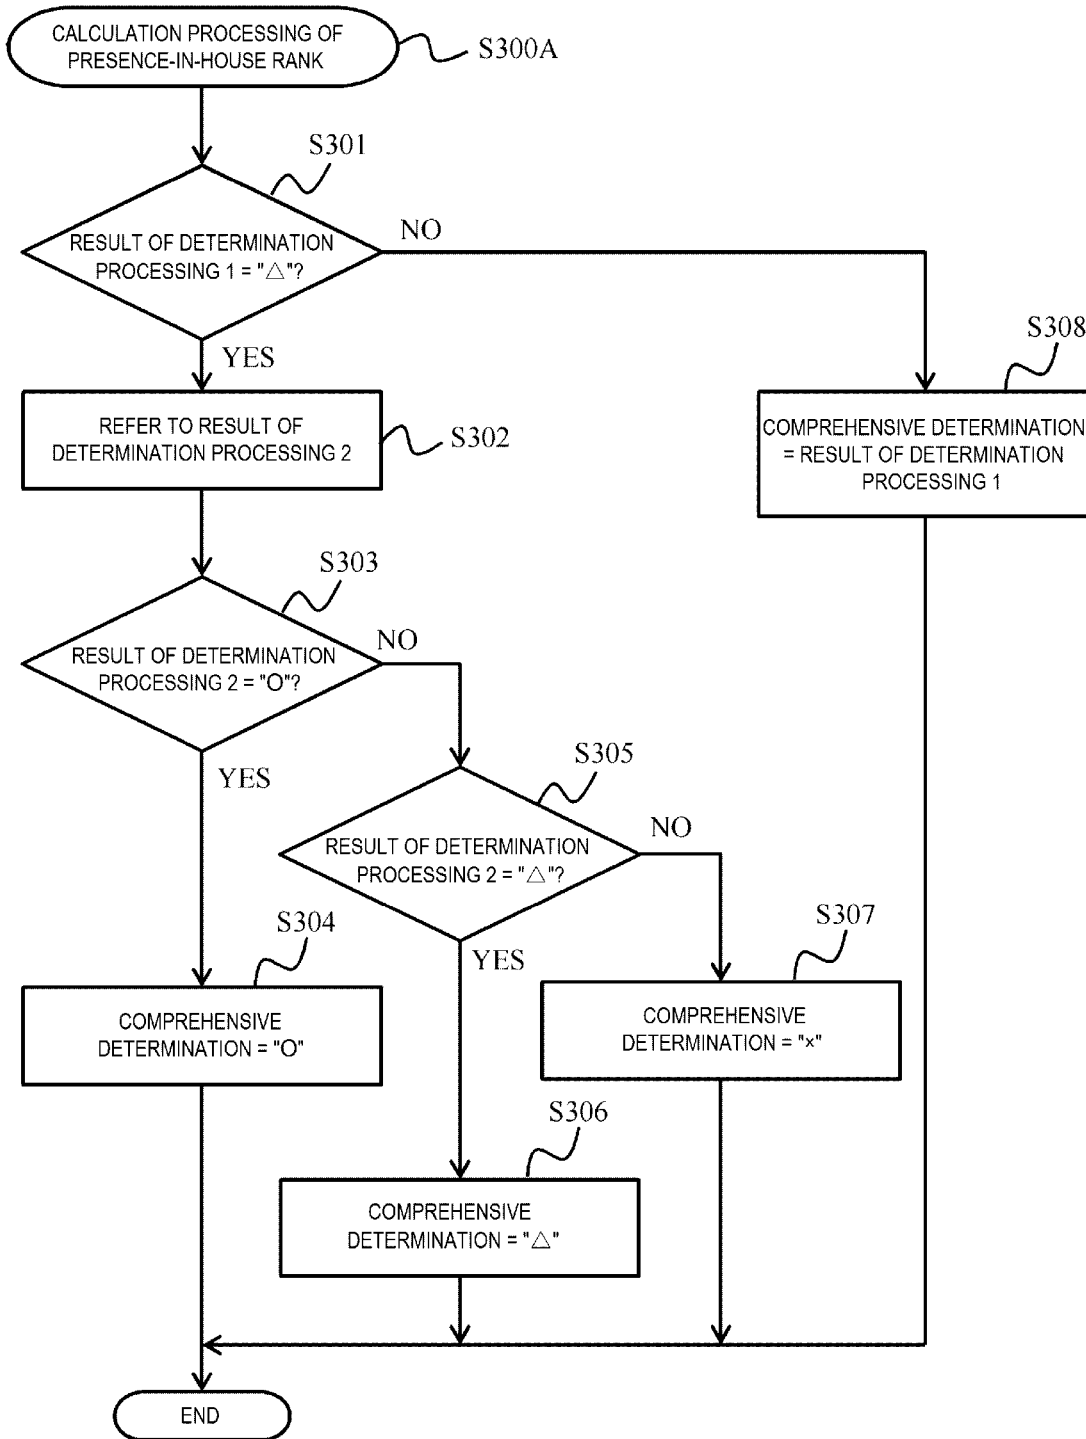 CALCULATION PROCESSING OF
PRESENCE-IN-HOUSE RANK
S300A
S301
RESULT OF DETERMINATION
PROCESSING 1 = "△"?
NO
YES
S308
REFER TO RESULT OF
DETERMINATION PROCESSING 2
S302
COMPREHENSIVE DETERMINATION
= RESULT OF DETERMINATION
PROCESSING 1
S303
RESULT OF DETERMINATION
PROCESSING 2 = "O"?
NO
YES
S305
RESULT OF DETERMINATION
PROCESSING 2 = "△"?
NO
YES
S304
COMPREHENSIVE
DETERMINATION = "O"
S307
COMPREHENSIVE
DETERMINATION = "×"
S306
COMPREHENSIVE
DETERMINATION = "△"
END